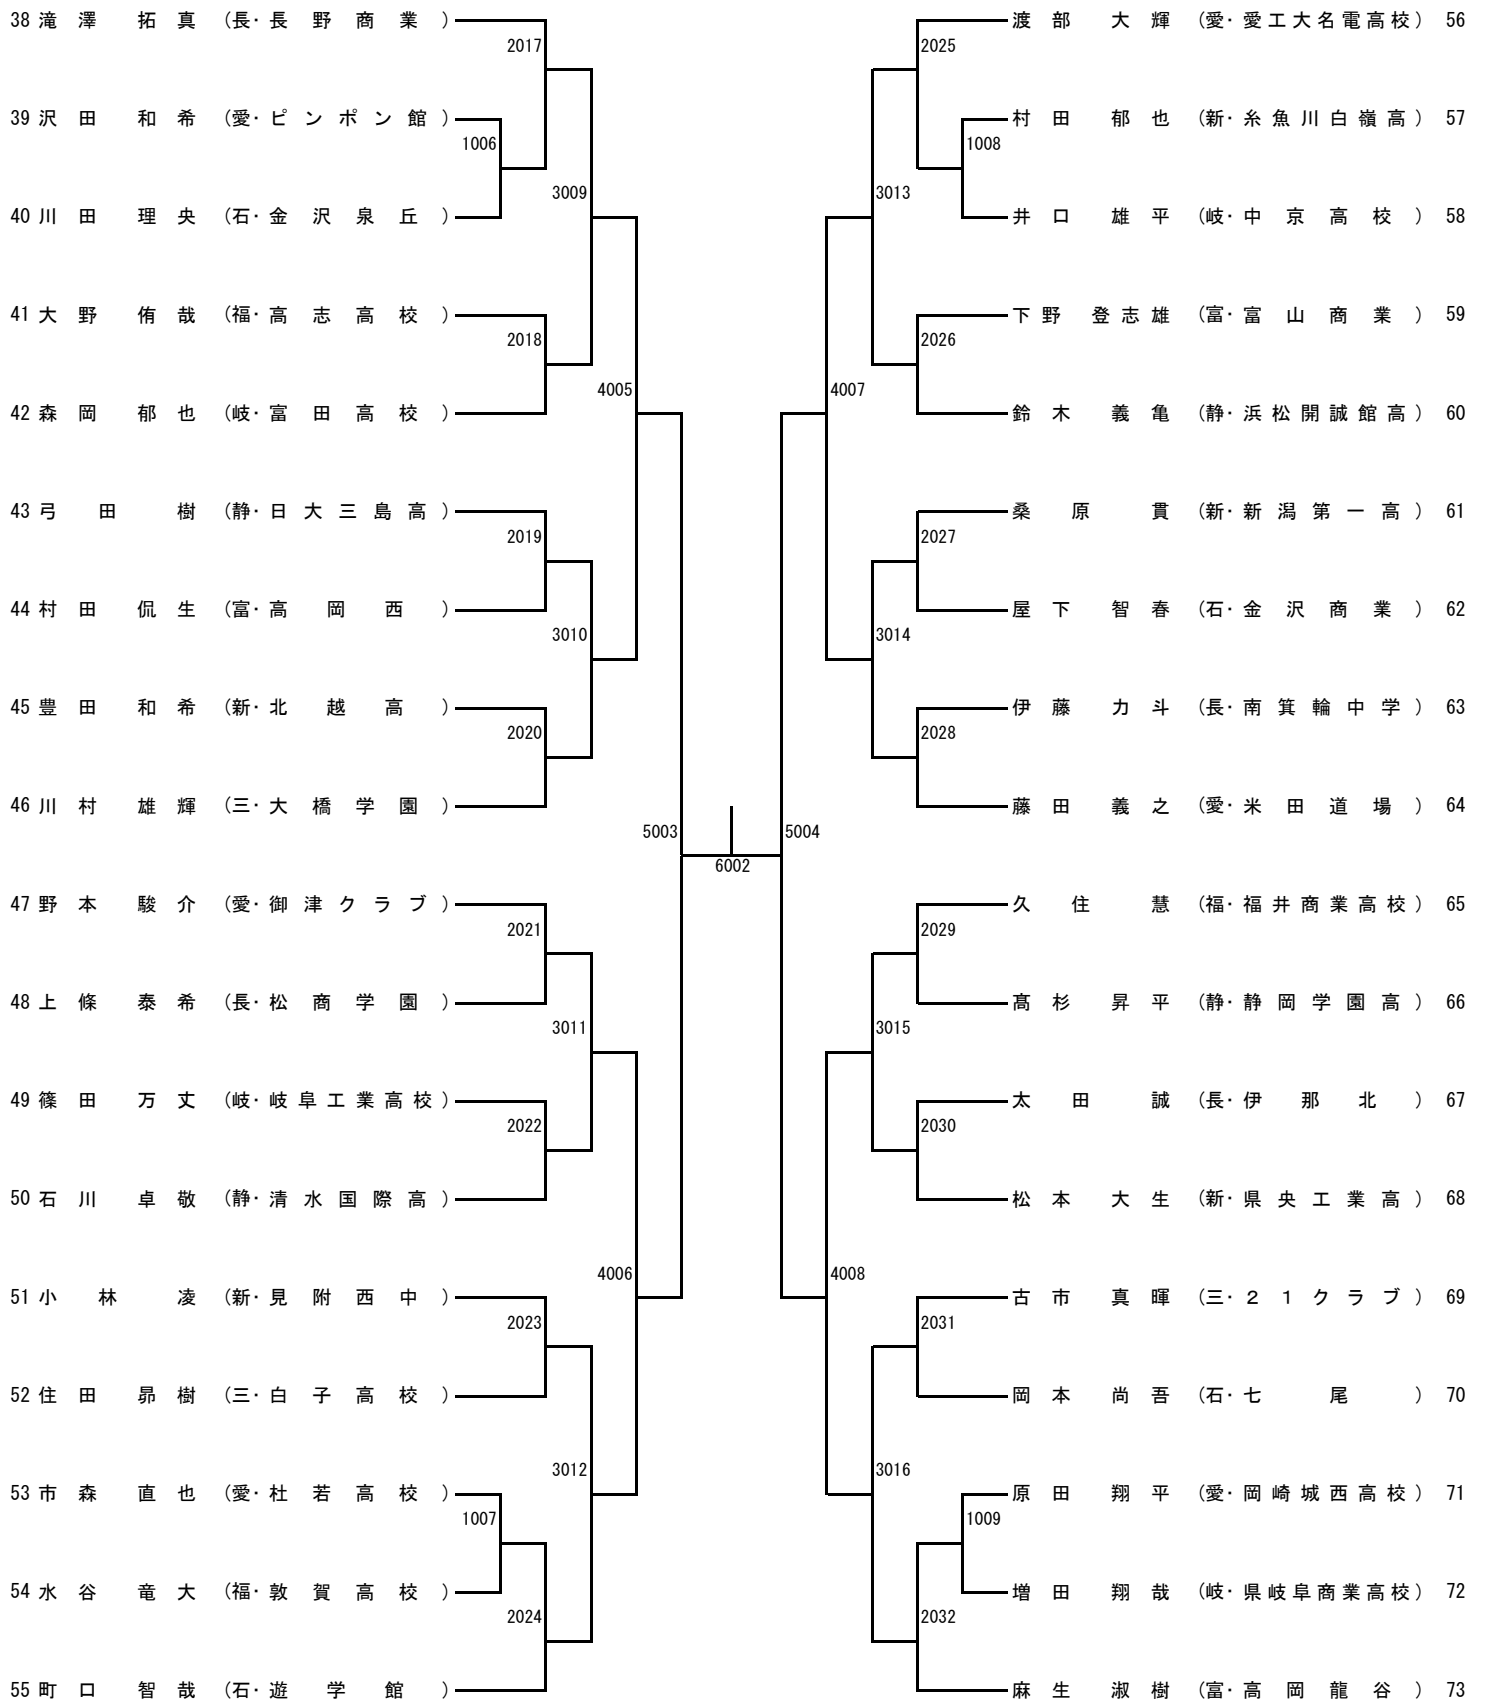 38 滝澤 拓真 (長・長野商業)
2017
39 沢田 和希 (愛・ピンポン館)
1006
3009
40 川田 理央 (石・金沢泉丘)
41 大野 侑哉 (福・高志高校)
2018
4005
42 森岡 郁也 (岐・富田高校)
43 弓田 樹 (静・日大三島高)
2019
44 村田 侃生 (富・高岡西)
3010
45 豊田 和希 (新・北越高)
2020
46 川村 雄輝 (三・大橋学園)
5003
47 野本 駿介 (愛・御津クラブ)
2021
48 上條 泰希 (長・松商学園)
3011
49 篠田 万丈 (岐・岐阜工業高校)
2022
50 石川 卓敬 (静・清水国際高)
4006
51 小林 凌 (新・見附西中)
2023
52 住田 昴樹 (三・白子高校)
3012
53 市森 直也 (愛・杜若高校)
1007
54 水谷 竜大 (福・敦賀高校)
2024
55 町口 智哉 (石・遊学館)
6002
渡部 大輝 (愛・愛工大名電高校) 56
2025
村田 郁也 (新・糸魚川白嶺高) 57
1008
3013
井口 雄平 (岐・中京高校) 58
下野 登志雄 (富・富山商業) 59
2026
4007
鈴木 義亀 (静・浜松開誠館高) 60
桑原 貫 (新・新潟第一高) 61
2027
屋下 智春 (石・金沢商業) 62
3014
伊藤 力斗 (長・南箕輪中学) 63
2028
藤田 義之 (愛・米田道場) 64
5004
久住 慧 (福・福井商業高校) 65
2029
髙杉 昇平 (静・静岡学園高) 66
3015
太田 誠 (長・伊那北) 67
2030
松本 大生 (新・県央工業高) 68
4008
古市 真暉 (三・21クラブ) 69
2031
岡本 尚吾 (石・七尾) 70
3016
原田 翔平 (愛・岡崎城西高校) 71
1009
増田 翔哉 (岐・県岐阜商業高校) 72
2032
麻生 淑樹 (富・高岡龍谷) 73